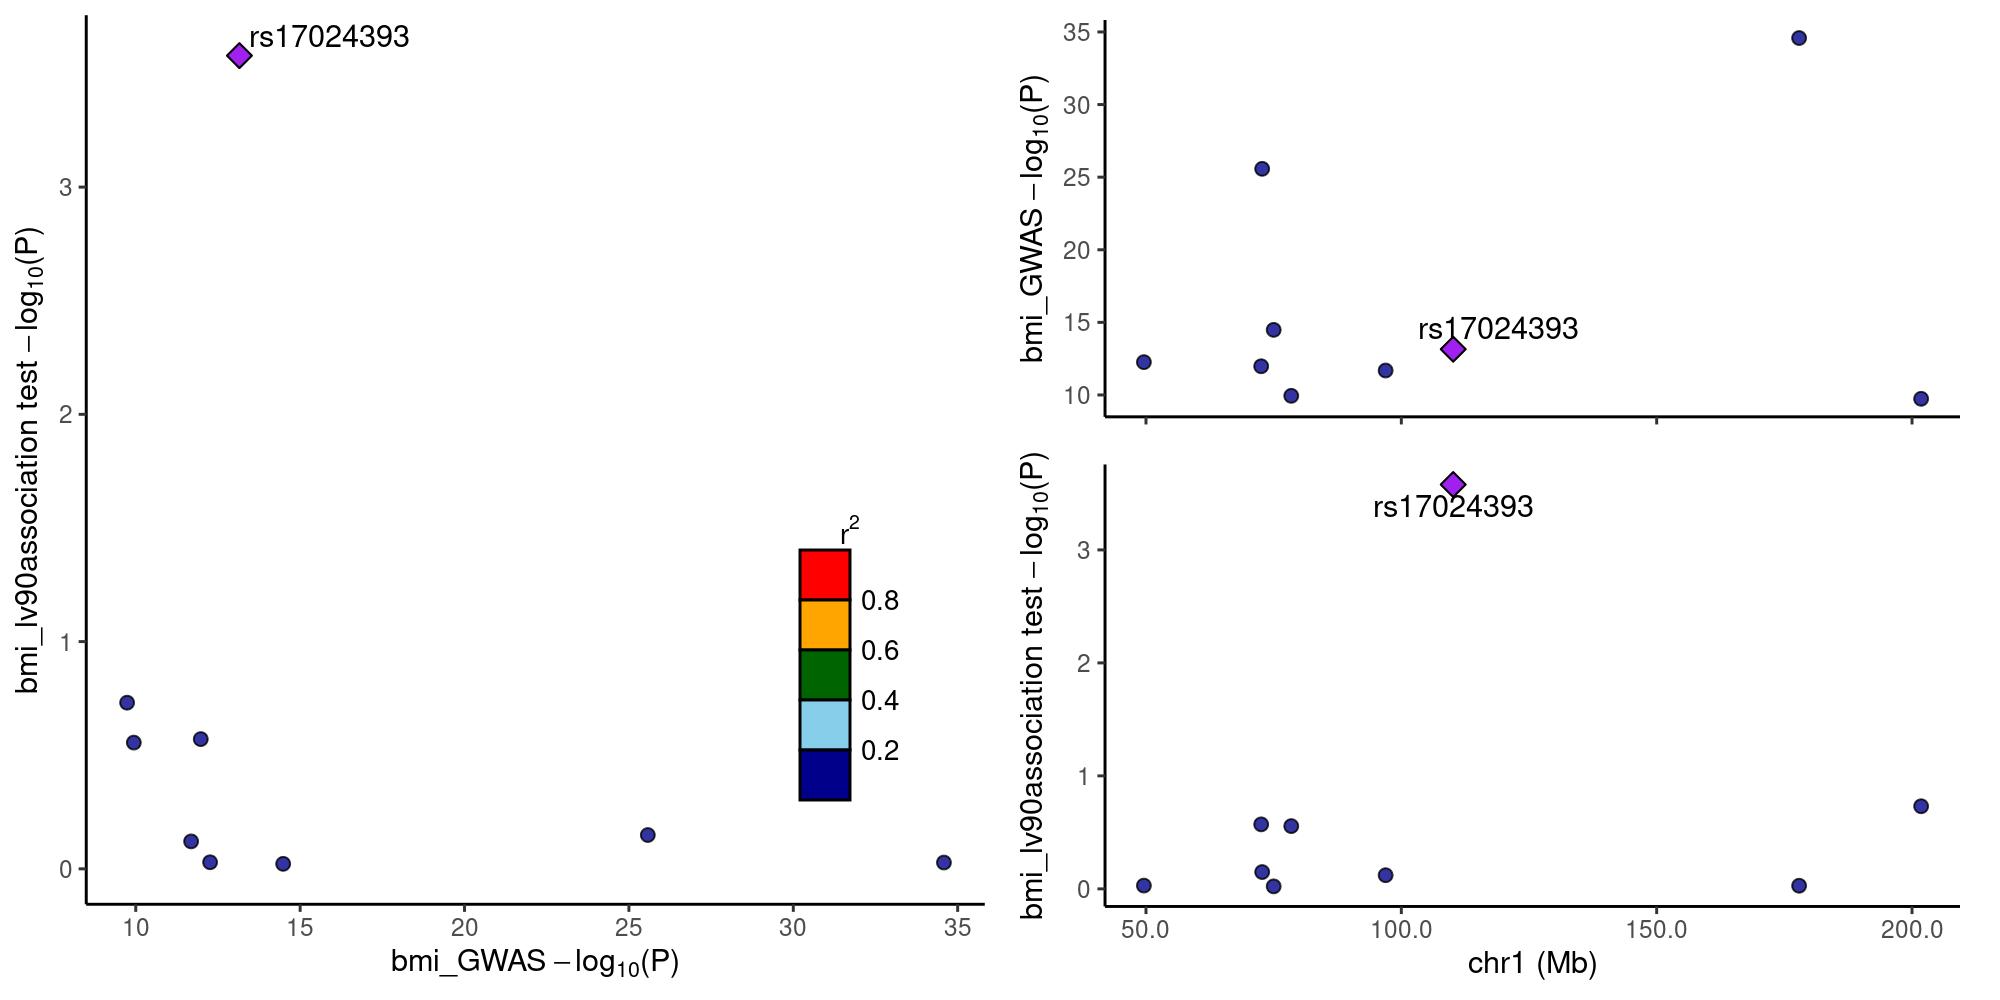 rs17024393
3
2
1
0
bmi_lv90association test −log10(P)
r2
0.8
0.6
0.4
0.2
10 15 20 25 30 35
bmi_GWAS −log10(P)
35
30
25
20
15
10
bmi_GWAS −log10(P)
rs17024393
rs17024393
3
2
1
0
bmi_lv90association test −log10(P)
50.0 100.0 150.0 200.0
chr1 (Mb)